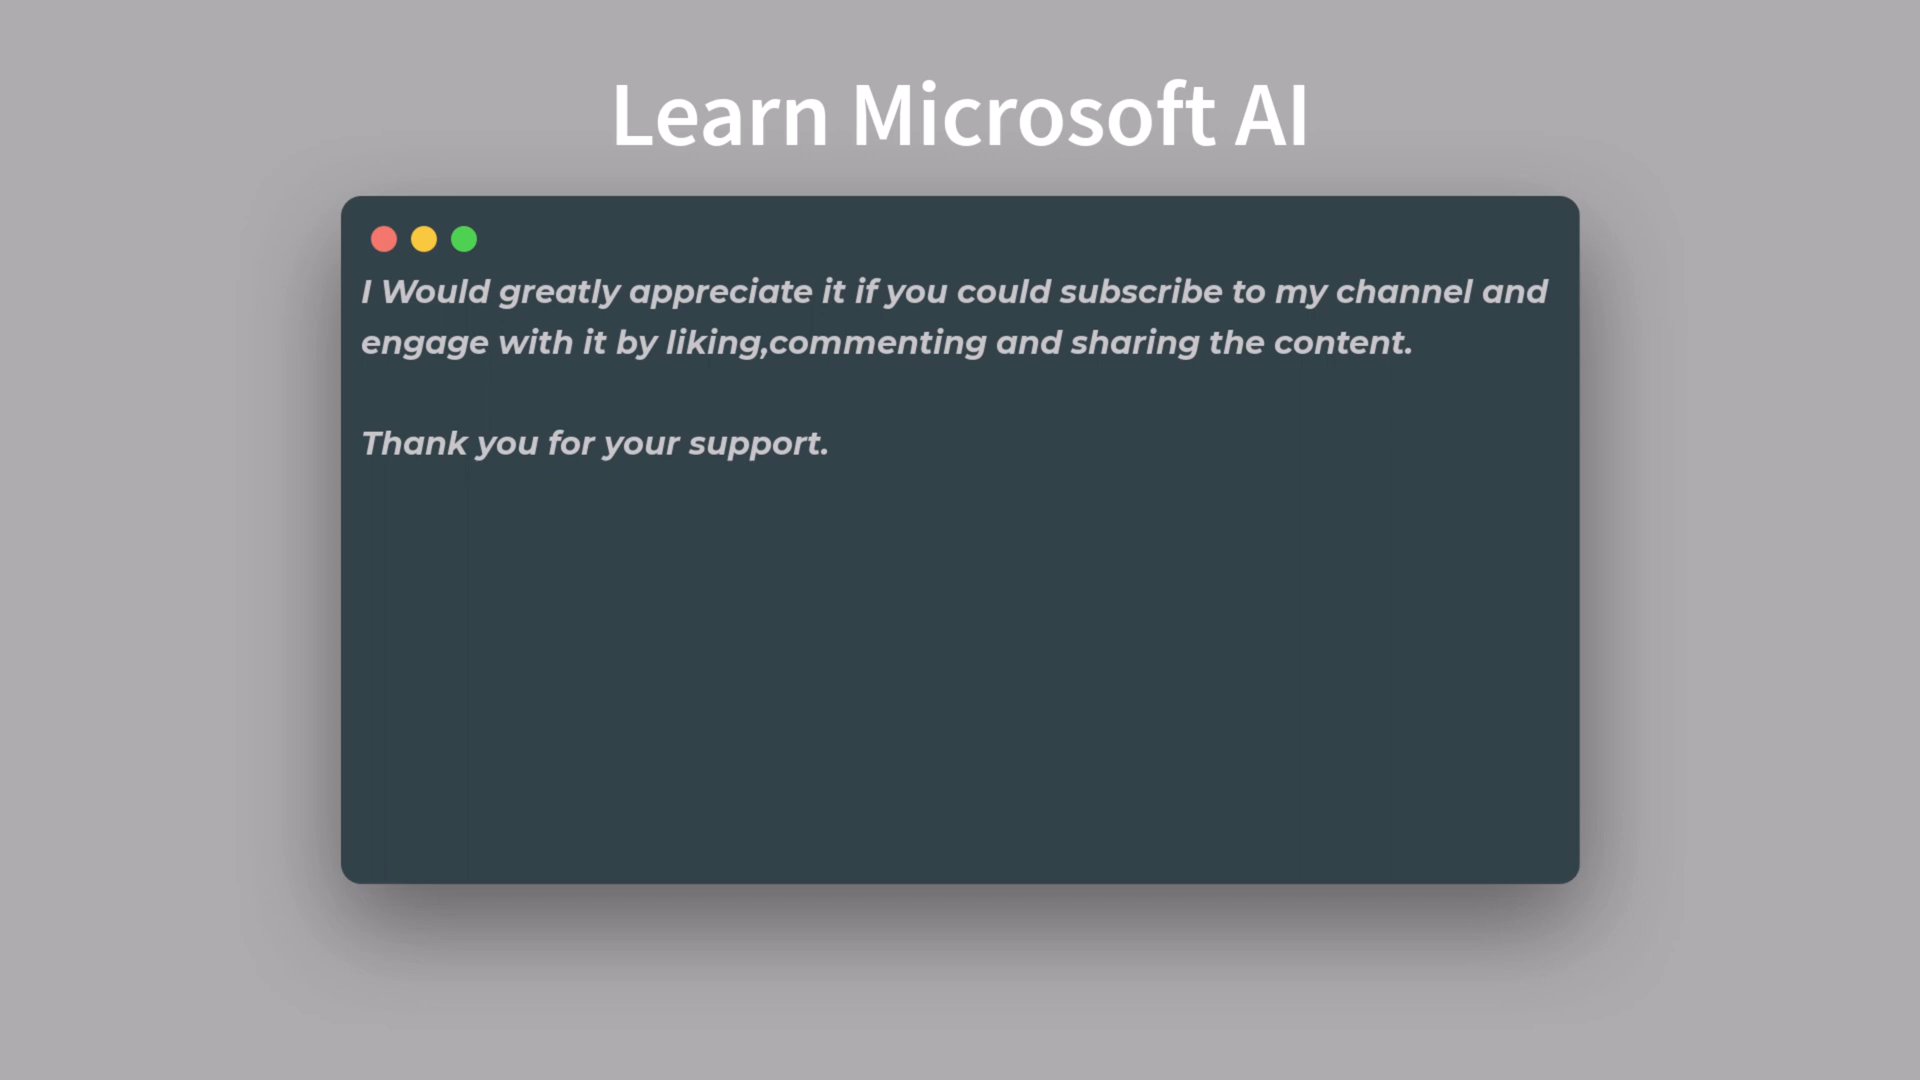 Learn Microsoft AI
I Would greatly appreciate it if you could subscribe to my channel and
engage with it by liking,commenting and sharing the content.
Thank you for your support.